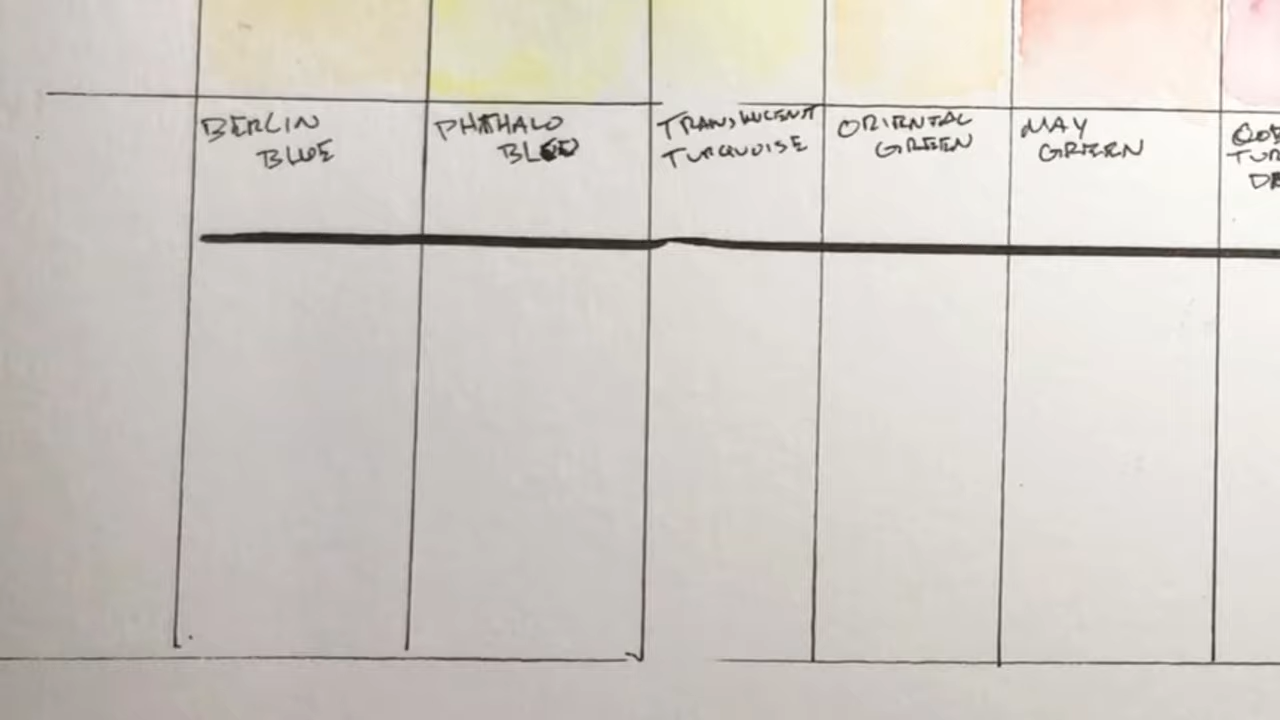 BERLIN
BLUE
PHTHALO
BLUE
TRANSLUCENT
TURQUOISE
ORIENTAL
GREEN
MAY
GREEN